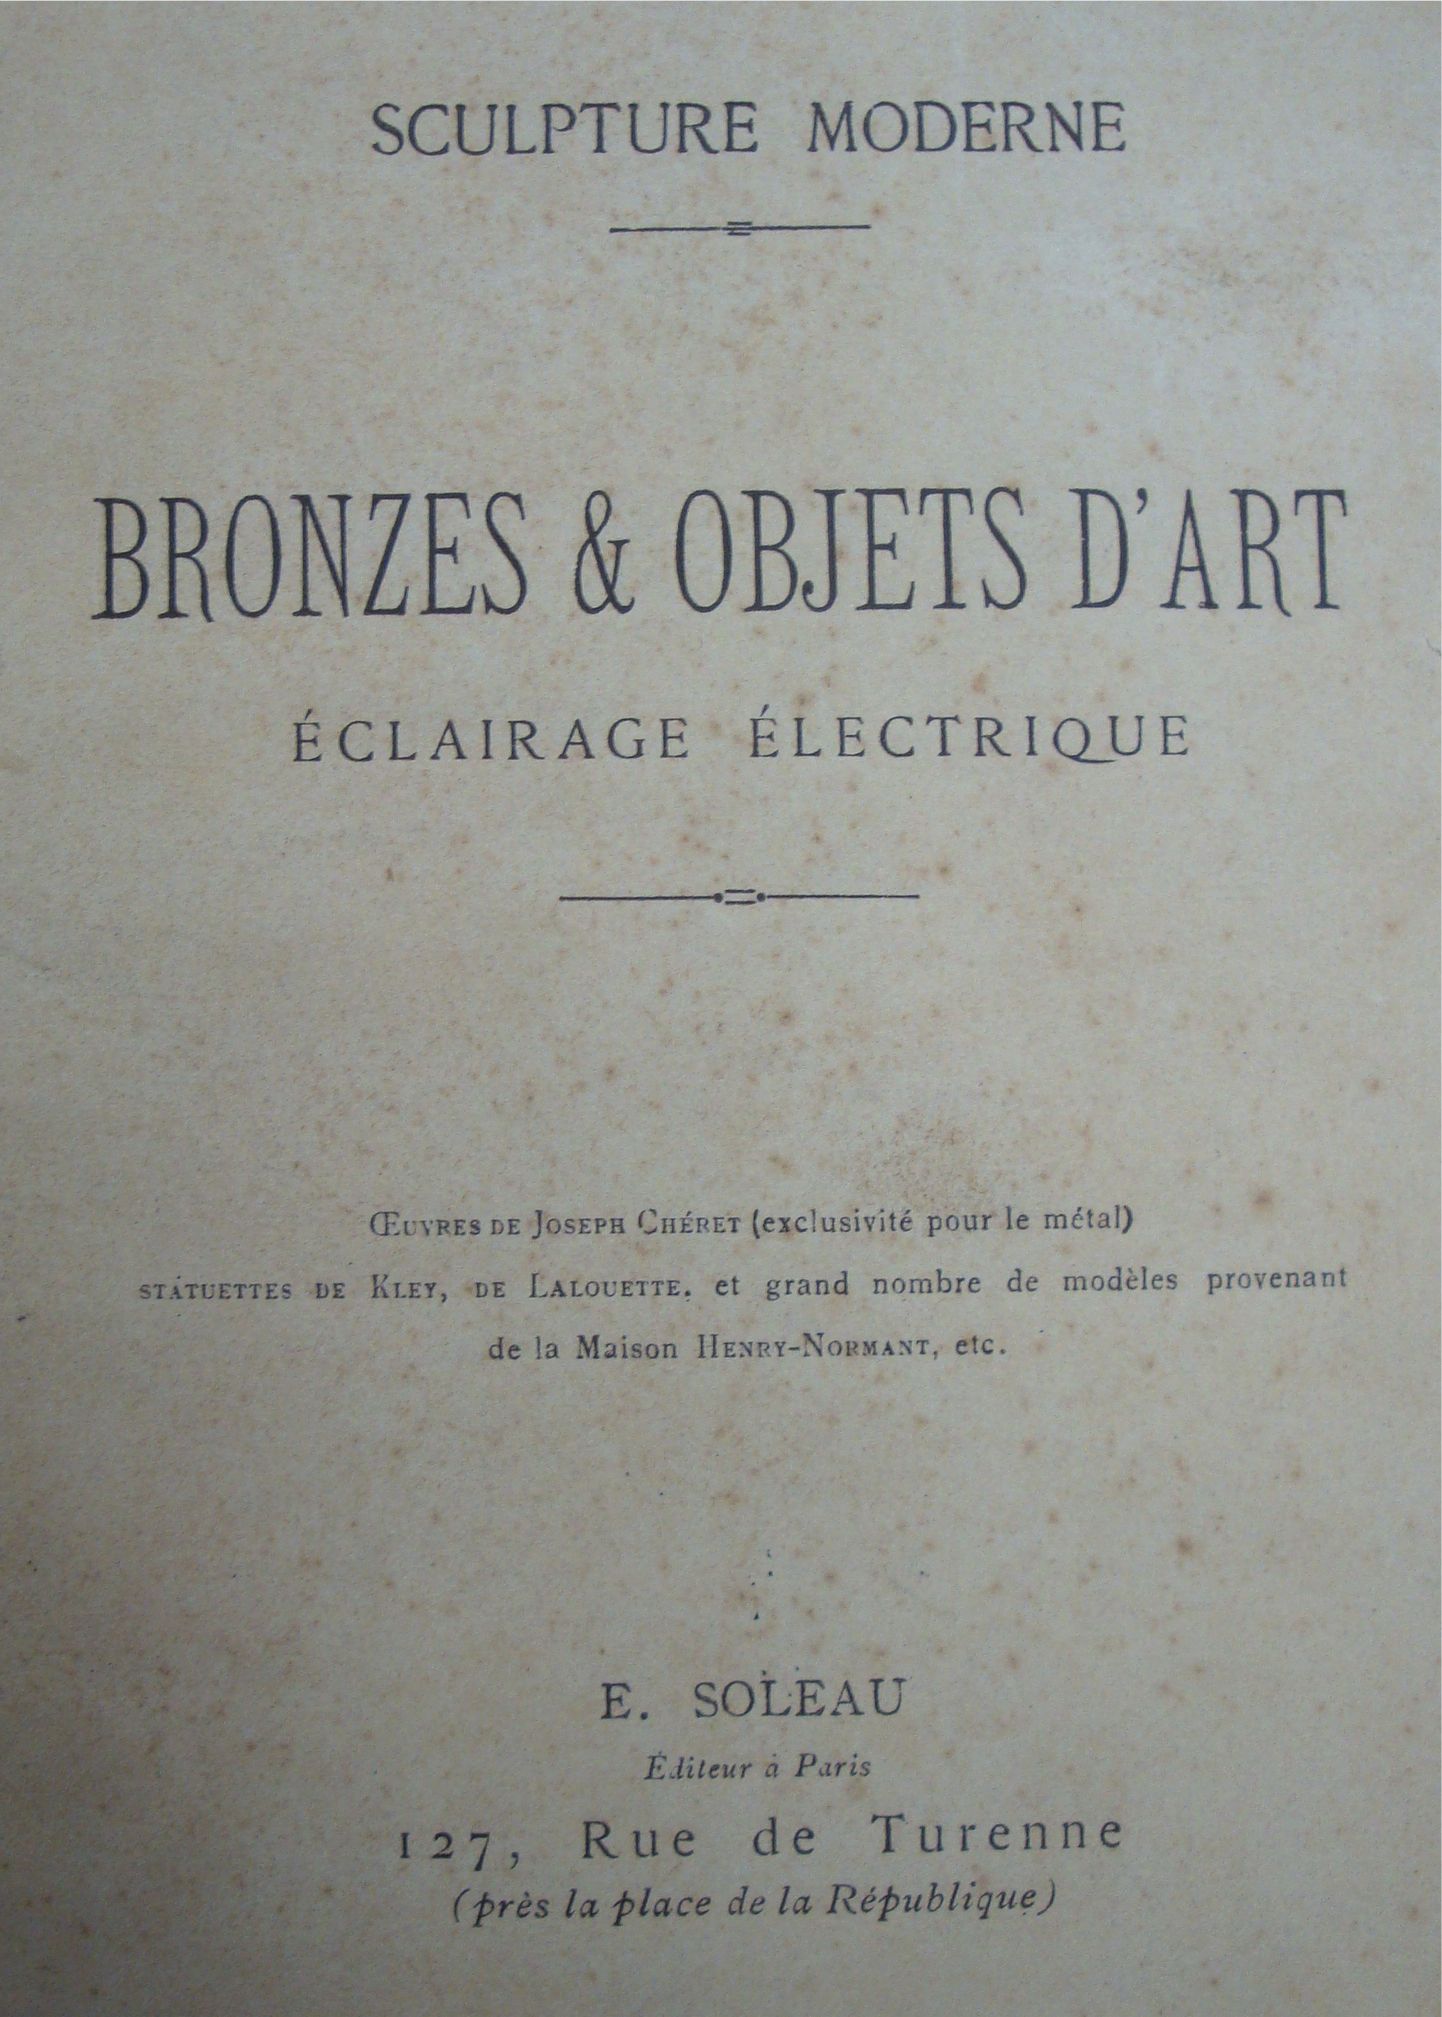 SCULPTURE MODERNE
BRONZES & OBJETS D'ART
ÉCLAIRAGE ÉLECTRIQUE
ŒUVRES DE JOSEPH CHÉRET (exclusivité pour le métal)
STATUETTES DE KLEY, DE LALOUETTE, et grand nombre de modèles provenant
de la Maison HENRY-NORMANT, etc.
E. SOLEAU
Éditeur à Paris
127, Rue de Turenne
(près la place de la République)